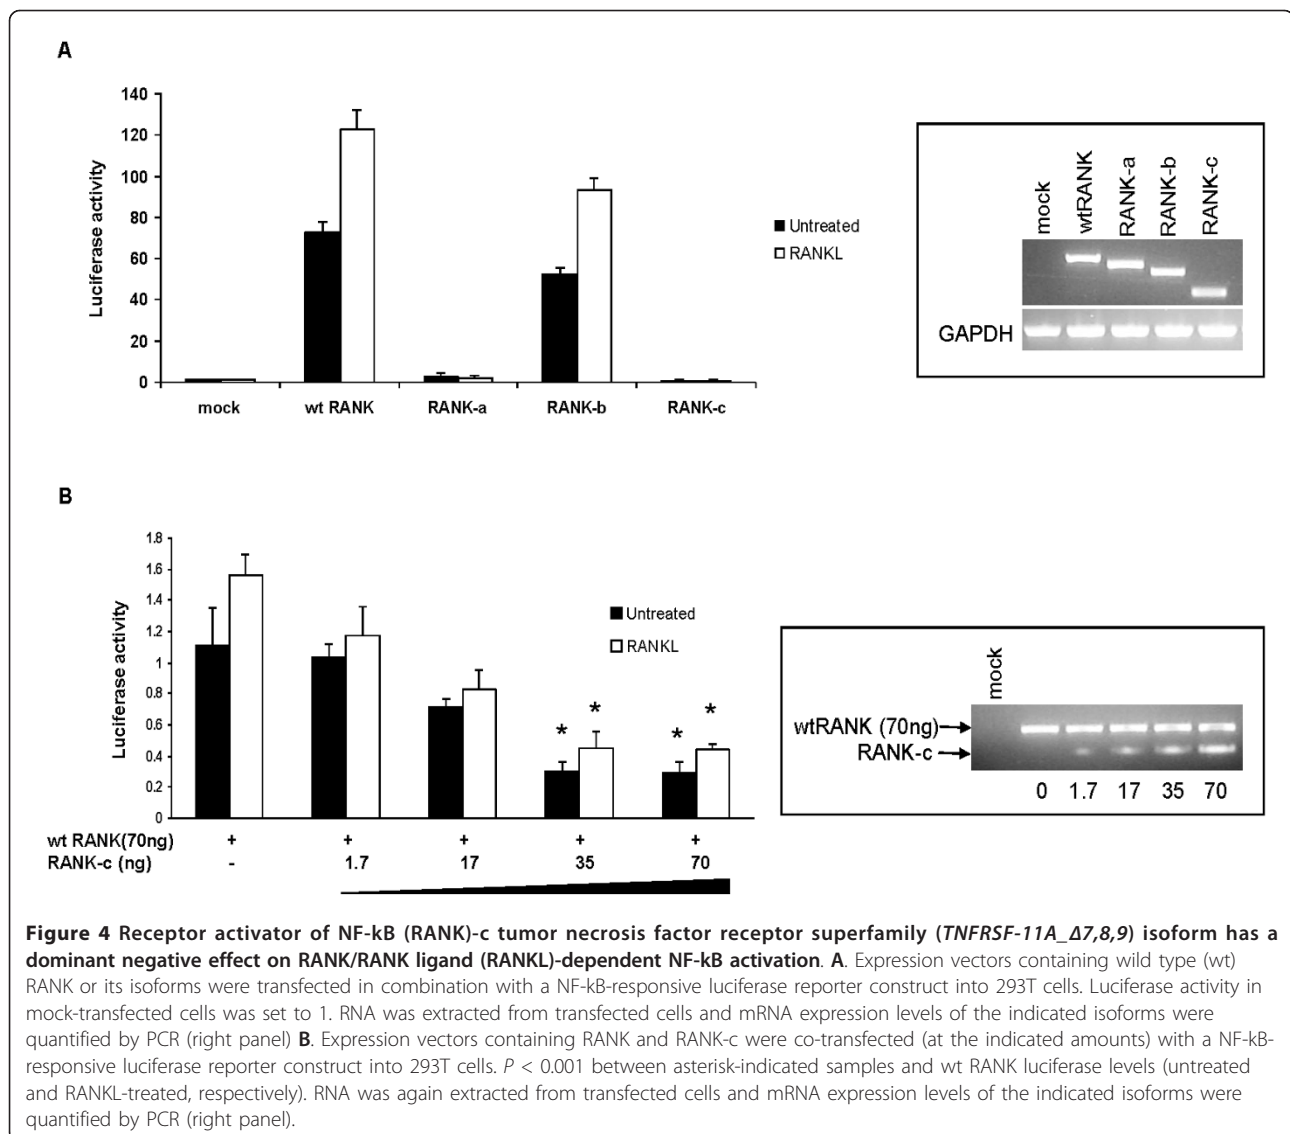 A
140
120
100
80
60
40
20
0
Luciferase activity
mock wt RANK RANK-a RANK-b RANK-c
Untreated
RANKL
mock wtRANK RANK-a RANK-b RANK-c
GAPDH
B
1.8
1.6
1.4
1.2
1
0.8
0.6
0.4
0.2
0
Luciferase activity
* * * *
Untreated
RANKL
wt RANK(70ng) + + + + +
RANK-c (ng) - 1.7 17 35 70
mock
wtRANK (70ng)
RANK-c
0 1.7 17 35 70
Figure 4 Receptor activator of NF-kB (RANK)-c tumor necrosis factor receptor superfamily (TNFRSF-11A_Δ7,8,9) isoform has a
dominant negative effect on RANK/RANK ligand (RANKL)-dependent NF-kB activation. A. Expression vectors containing wild type (wt)
RANK or its isoforms were transfected in combination with a NF-kB-responsive luciferase reporter construct into 293T cells. Luciferase activity in
mock-transfected cells was set to 1. RNA was extracted from transfected cells and mRNA expression levels of the indicated isoforms were
quantified by PCR (right panel) B. Expression vectors containing RANK and RANK-c were co-transfected (at the indicated amounts) with a NF-kB-
responsive luciferase reporter construct into 293T cells. P < 0.001 between asterisk-indicated samples and wt RANK luciferase levels (untreated
and RANKL-treated, respectively). RNA was again extracted from transfected cells and mRNA expression levels of the indicated isoforms were
quantified by PCR (right panel).